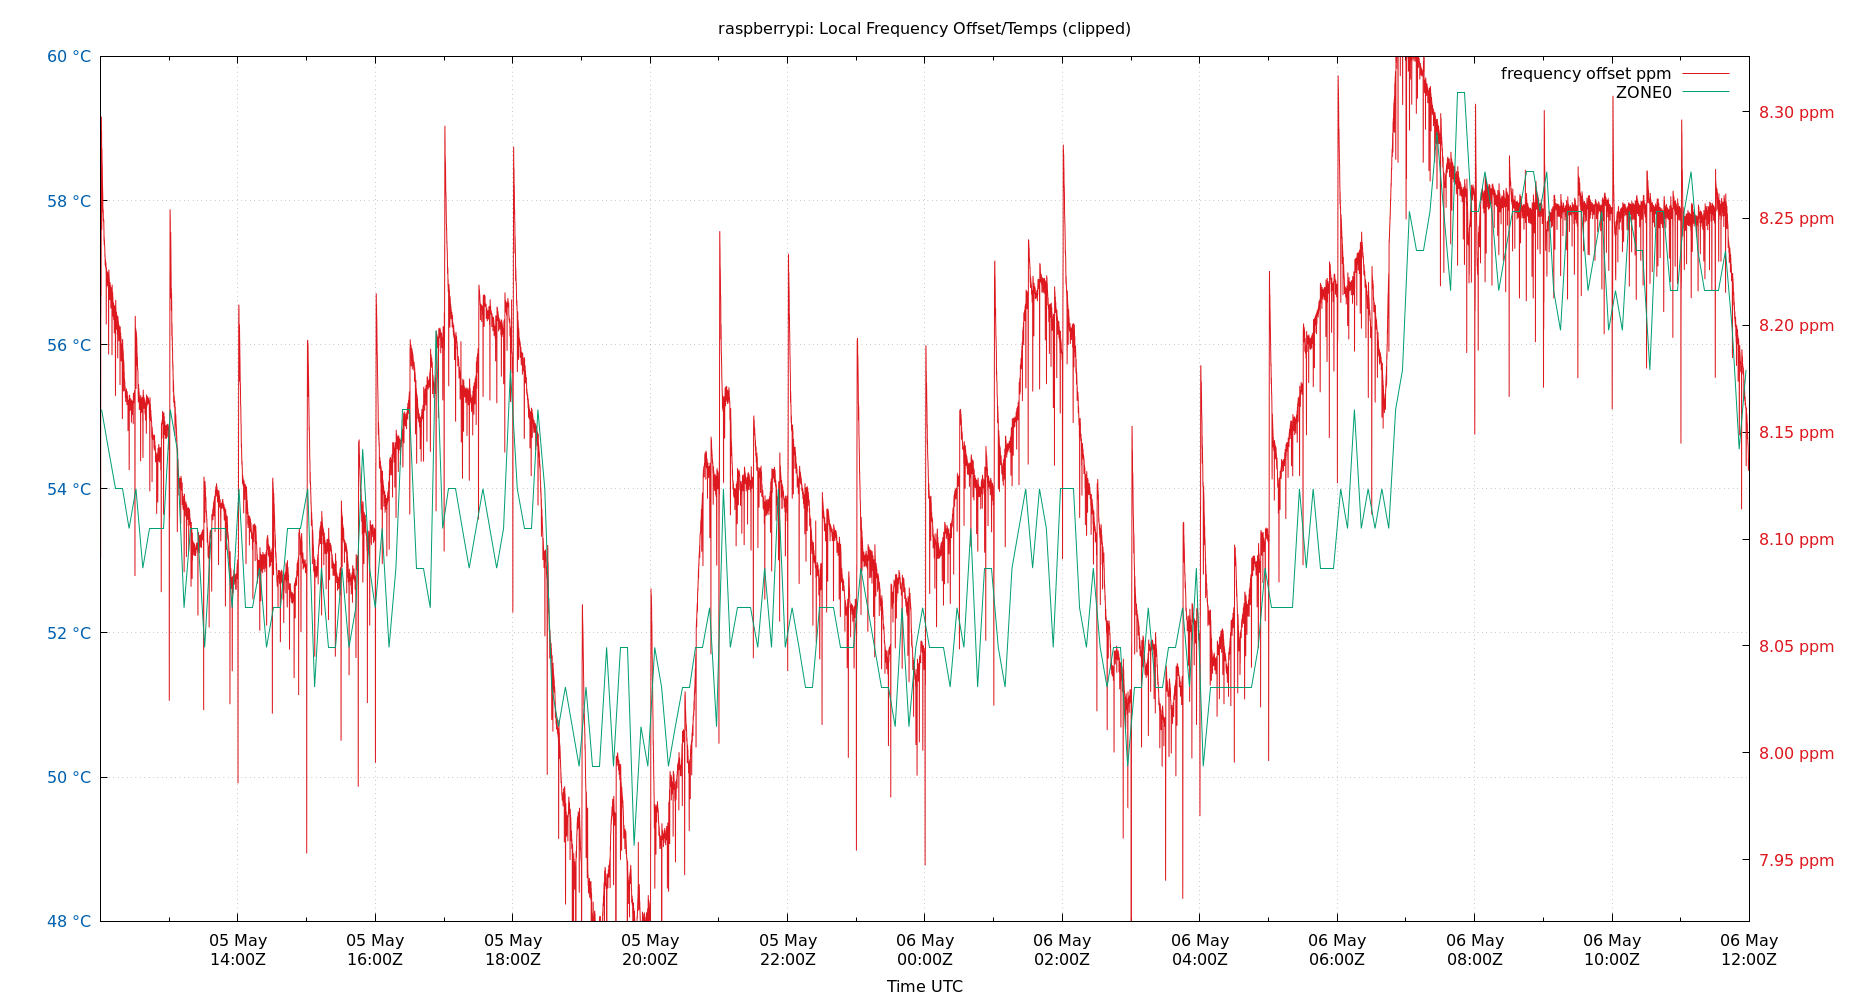 raspberrypi: Local Frequency Offset/Temps (clipped)
frequency offset ppm
ZONE0
60 °C
58 °C
56 °C
54 °C
52 °C
50 °C
48 °C
8.30 ppm
8.25 ppm
8.20 ppm
8.15 ppm
8.10 ppm
8.05 ppm
8.00 ppm
7.95 ppm
05 May
14:00Z
05 May
16:00Z
05 May
18:00Z
05 May
20:00Z
05 May
22:00Z
06 May
00:00Z
06 May
02:00Z
06 May
04:00Z
06 May
06:00Z
06 May
08:00Z
06 May
10:00Z
06 May
12:00Z
Time UTC